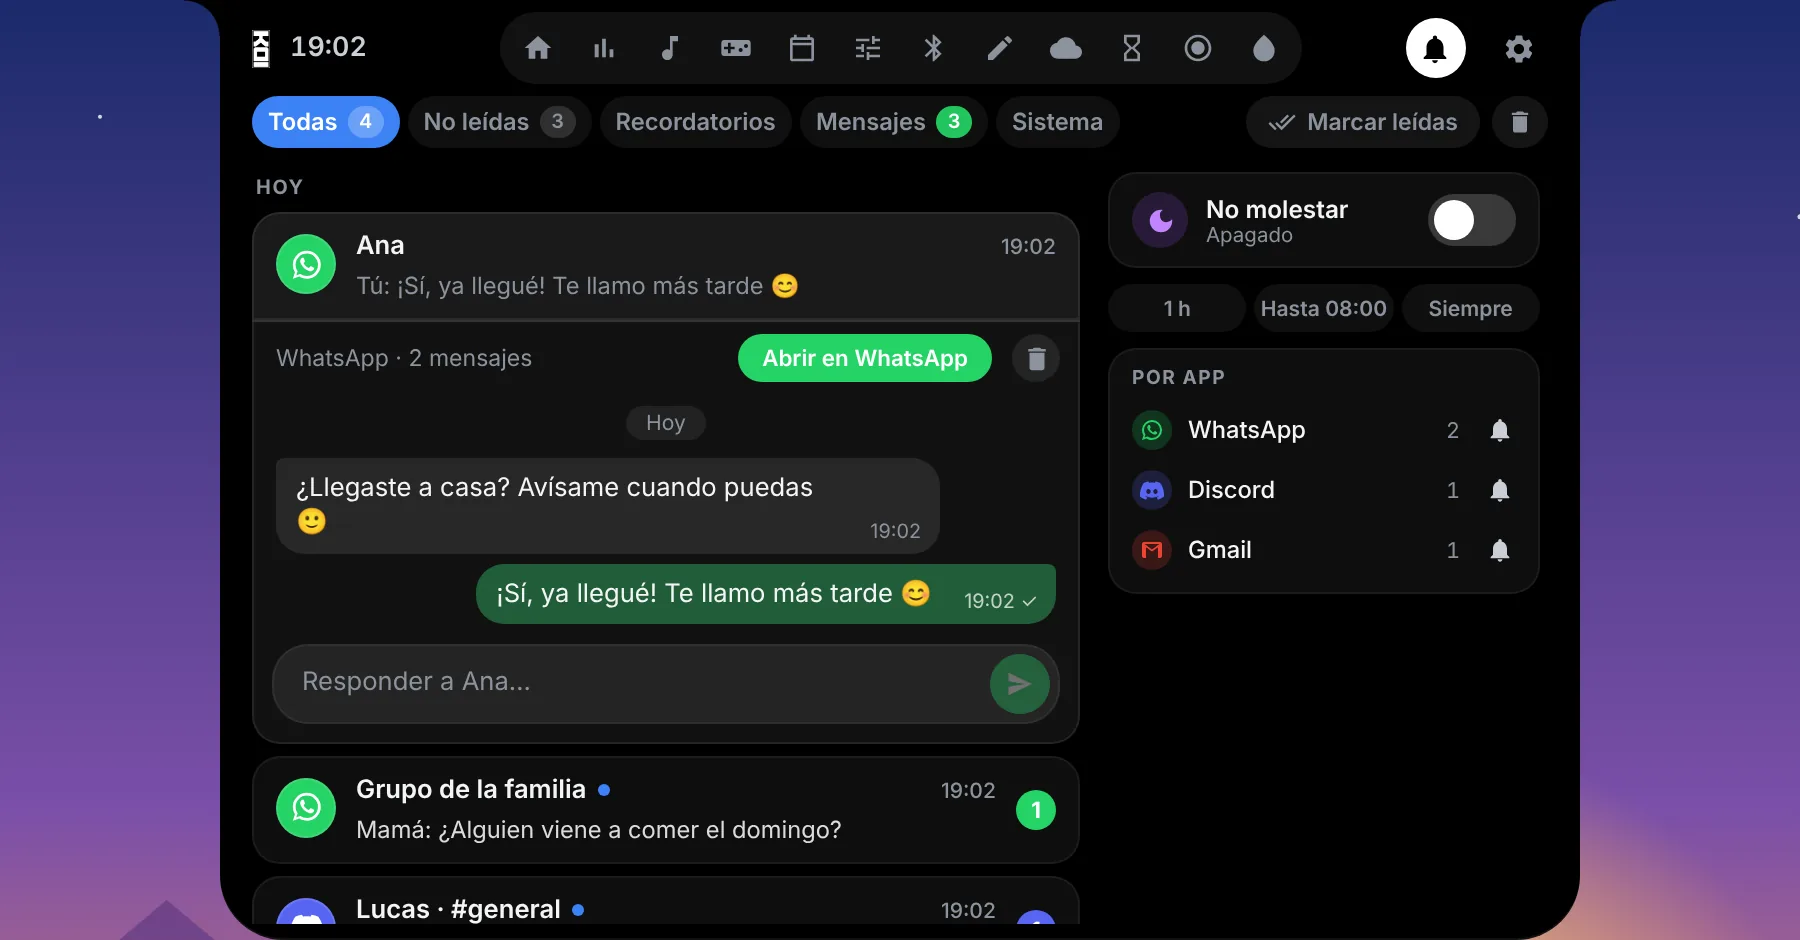 19:02
Todas 4
No leídas 3
Recordatorios
Mensajes 3
Sistema
Marcar leídas
HOY
Ana
19:02
Tú: ¡Sí, ya llegué! Te llamo más tarde 😊
WhatsApp · 2 mensajes
Abrir en WhatsApp
Hoy
¿Llegaste a casa? Avísame cuando puedas
🙂
19:02
¡Sí, ya llegué! Te llamo más tarde 😊
19:02 ✓
Responder a Ana...
Grupo de la familia
19:02
1
Mamá: ¿Alguien viene a comer el domingo?
Lucas · #general
19:02
No molestar
Apagado
1 h
Hasta 08:00
Siempre
POR APP
WhatsApp 2
Discord 1
Gmail 1